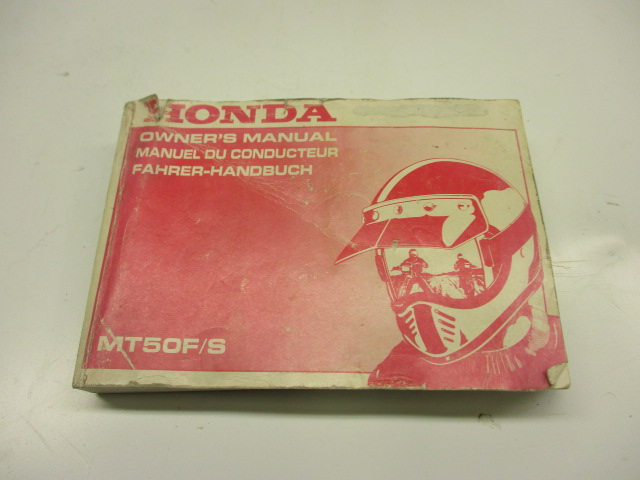 HONDA
OWNER'S MANUAL
MANUEL DU CONDUCTEUR
FAHRER-HANDBUCH
MT50F/S